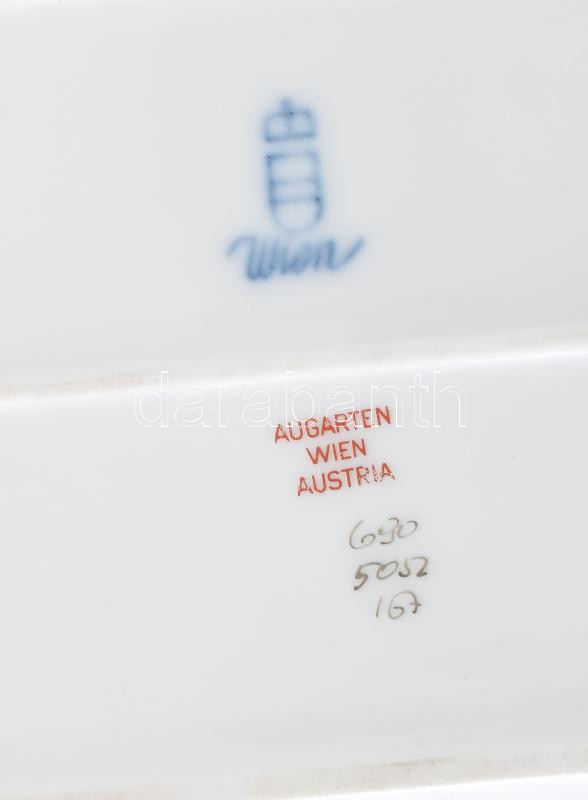 Wien
darabanth
AUGARTEN
WIEN
AUSTRIA
690
5052
167